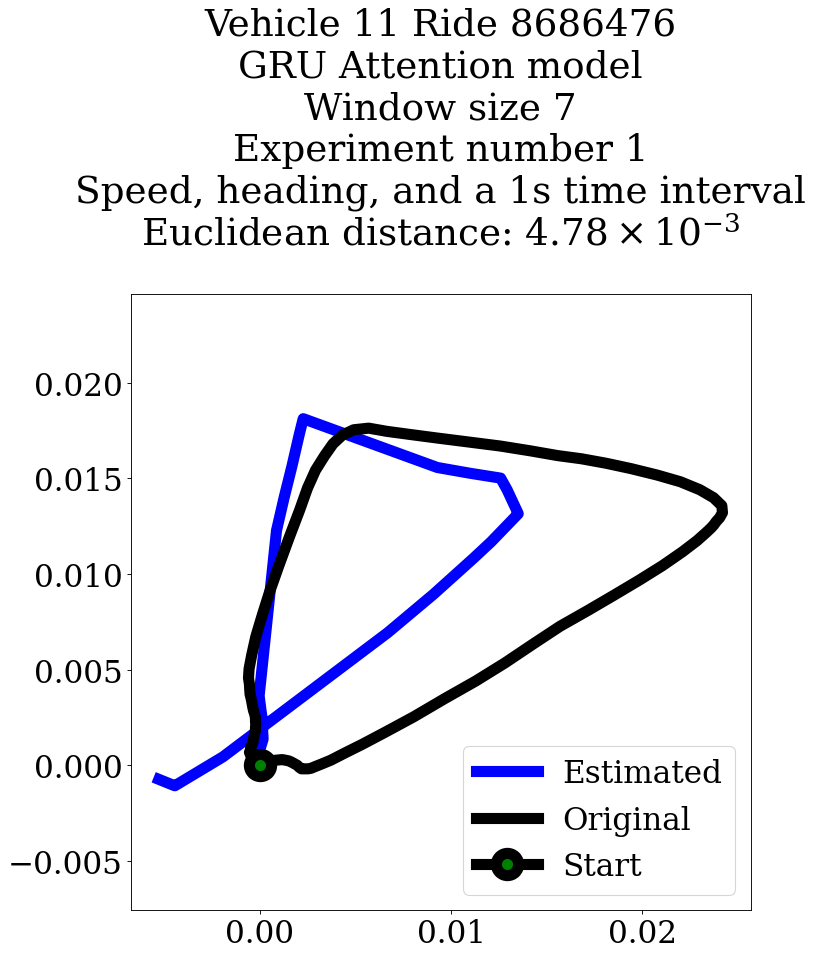 Vehicle 11 Ride 8686476
GRU Attention model
Window size 7
Experiment number 1
Speed, heading, and a 1s time interval
Euclidean distance: 4.78 × 10⁻³
0.020
0.015
0.010
0.005
0.000
−0.005
0.00 0.01 0.02
Estimated
Original
Start